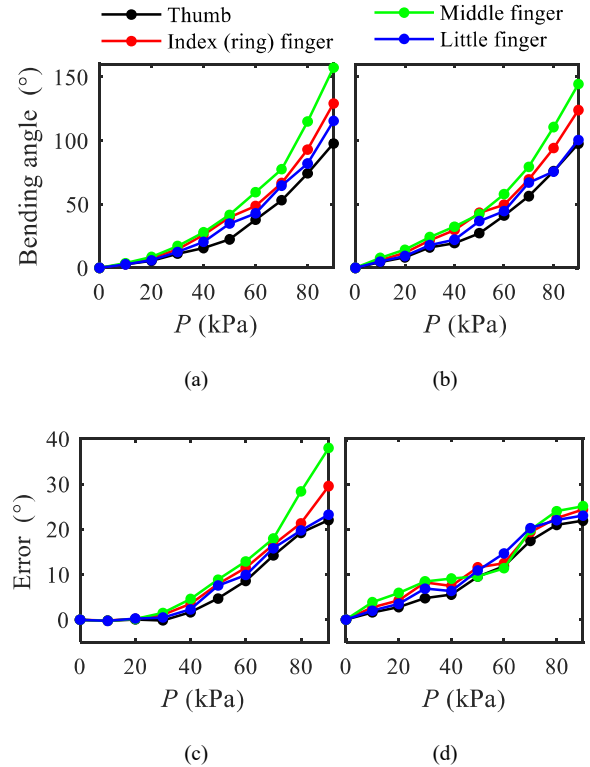 Thumb
Middle finger
Index (ring) finger
Little finger
150
100
50
0
Bending angle (°)
0 20 40 60 80
0 20 40 60 80
P (kPa)
P (kPa)
(a)
(b)
40
30
20
10
0
Error (°)
0 20 40 60 80
0 20 40 60 80
P (kPa)
P (kPa)
(c)
(d)